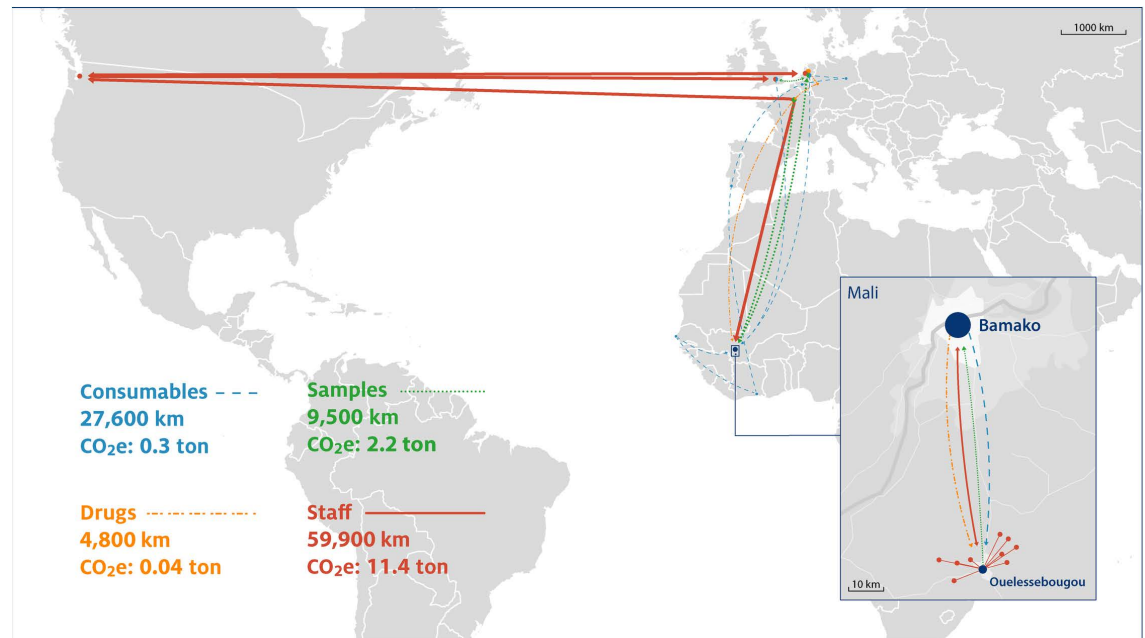 1000 km
Mali
Bamako
Consumables
27,600 km
CO₂e: 0.3 ton
Samples
9,500 km
CO₂e: 2.2 ton
Drugs
4,800 km
CO₂e: 0.04 ton
Staff
59,900 km
CO₂e: 11.4 ton
10 km
Ouelessebougou